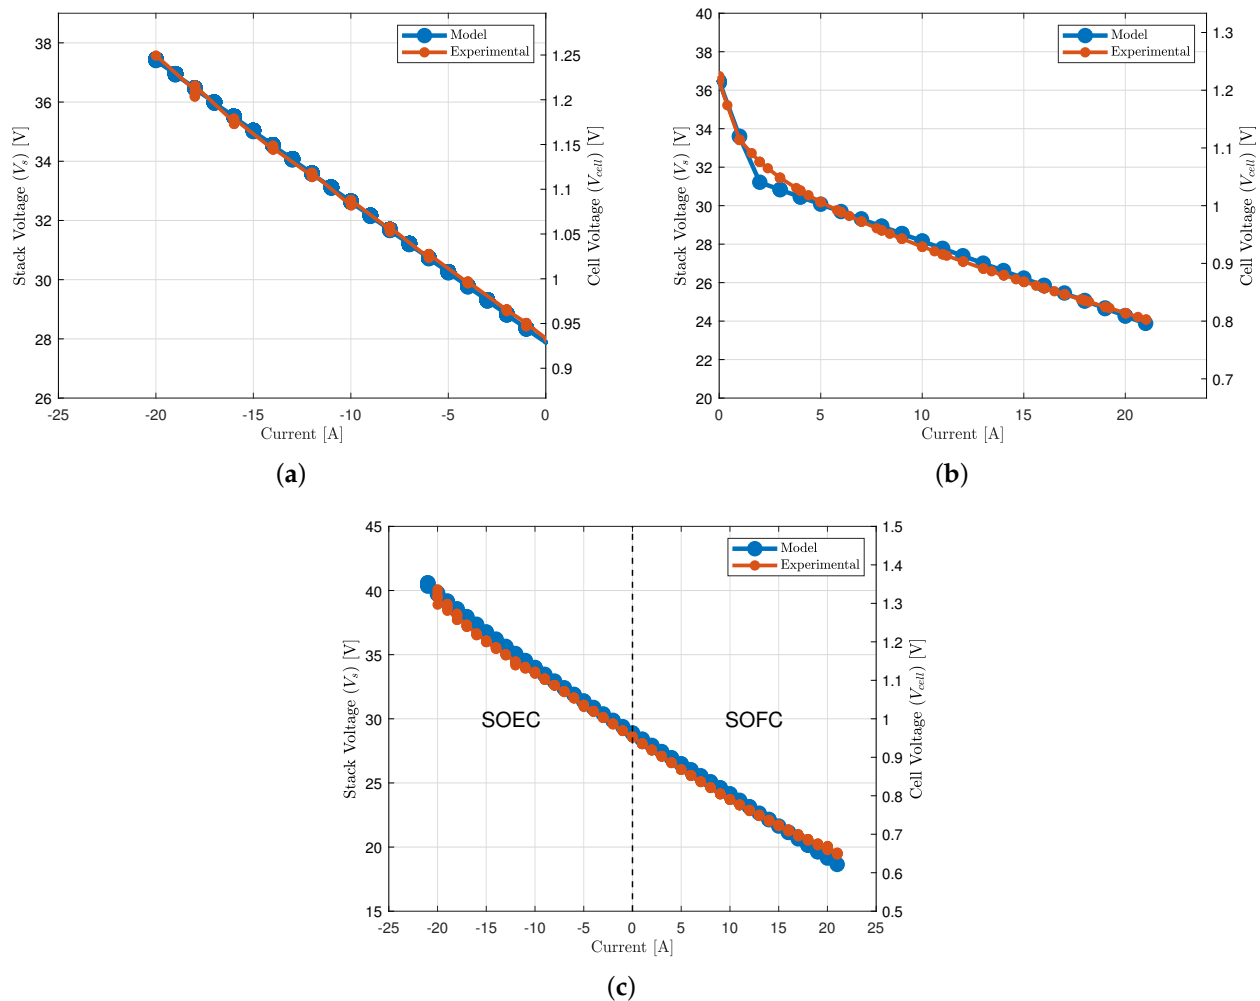 38
36
34
32
30
28
26
Stack Voltage (V_s) [V]
1.25
1.2
1.15
1.1
1.05
1
0.95
0.9
Cell Voltage (V_cell) [V]
Model
Experimental
-25 -20 -15 -10 -5 0
Current [A]
(a)
40
38
36
34
32
30
28
26
24
22
20
Stack Voltage (V_s) [V]
1.3
1.2
1.1
1
0.9
0.8
0.7
Cell Voltage (V_cell) [V]
Model
Experimental
0 5 10 15 20
Current [A]
(b)
45
40
35
30
25
20
15
Stack Voltage (V_s) [V]
1.5
1.4
1.3
1.2
1.1
1
0.9
0.8
0.7
0.6
0.5
Cell Voltage (V_cell) [V]
Model
Experimental
SOEC SOFC
-25 -20 -15 -10 -5 0 5 10 15 20 25
Current [A]
(c)